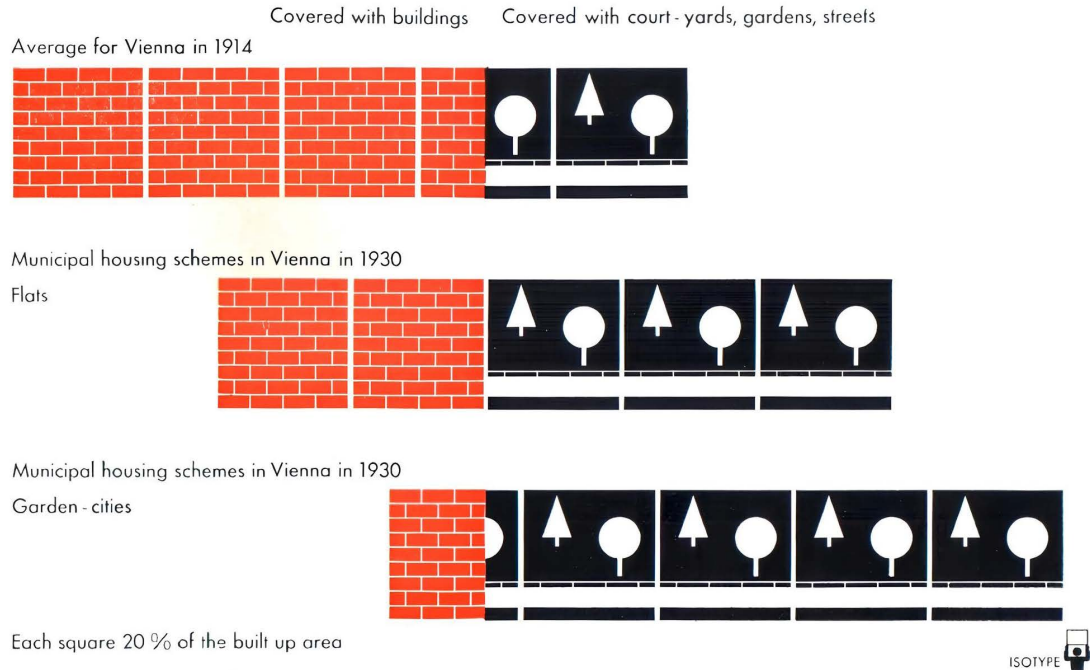 Covered with buildings Covered with court-yards, gardens, streets
Average for Vienna in 1914
Municipal housing schemes in Vienna in 1930
Flats
Municipal housing schemes in Vienna in 1930
Garden-cities
Each square 20 % of the built up area
ISOTYPE